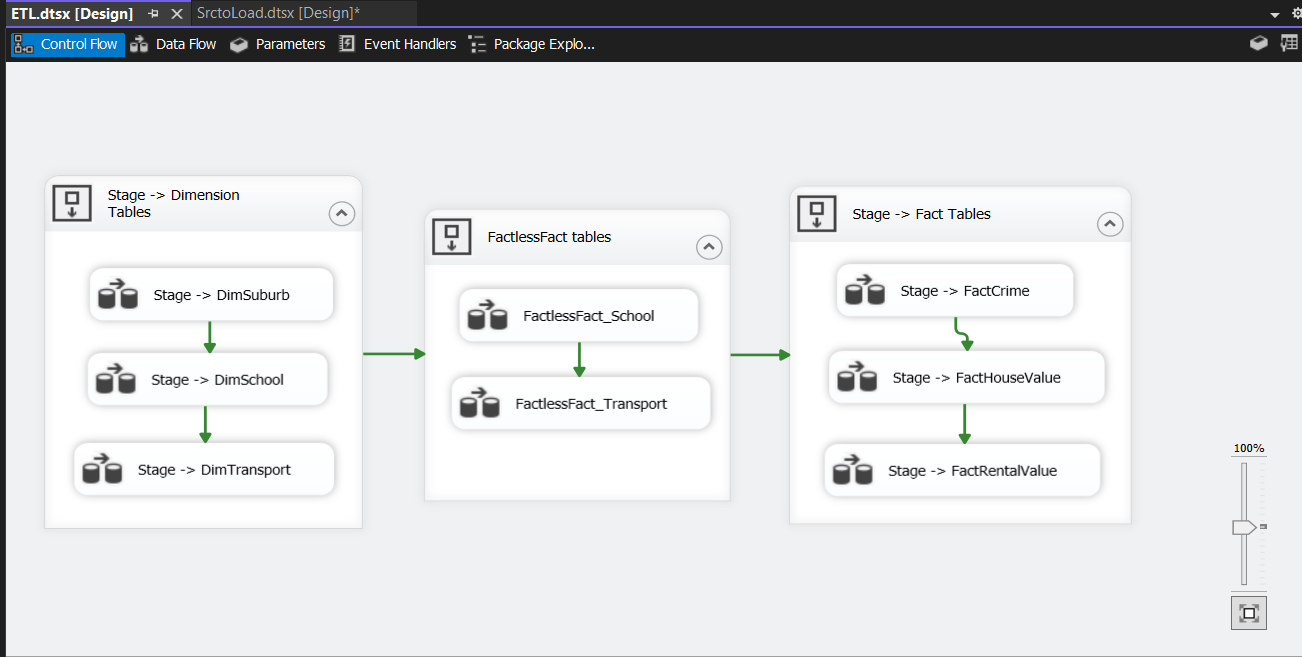 ETL.dtsx [Design]
SrctoLoad.dtsx [Design]*
Control Flow
Data Flow
Parameters
Event Handlers
Package Explo...
Stage -> Dimension
Tables
Stage -> DimSuburb
Stage -> DimSchool
Stage -> DimTransport
FactlessFact tables
FactlessFact_School
FactlessFact_Transport
Stage -> Fact Tables
Stage -> FactCrime
Stage -> FactHouseValue
Stage -> FactRentalValue
100%